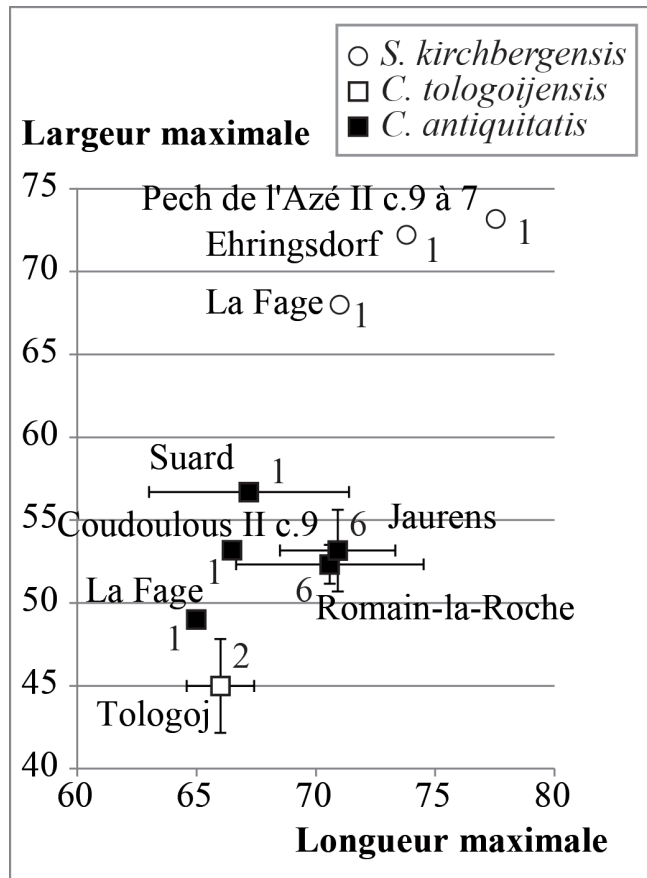 S. kirchbergensis
C. tologoijensis
C. antiquitatis
Largeur maximale
75
Pech de l'Azé II c.9 à 7
1
Ehringsdorf
1
70
La Fage
1
65
60
Suard
1
55
Coudoulous II c.9
6
Jaurens
1
6
Romain-la-Roche
50
La Fage
1
2
45
Tologoj
40
60
65
70
75
80
Longueur maximale